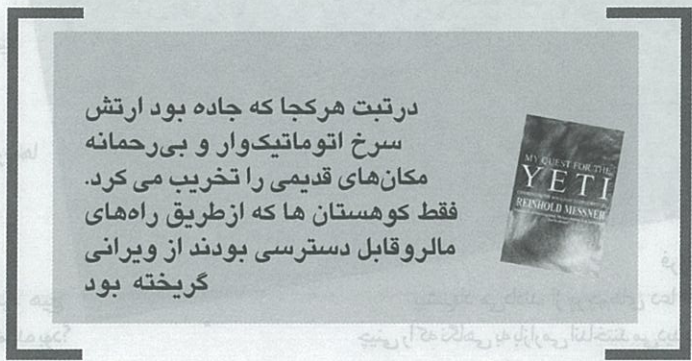 درتبت هرکجا که جاده بود ارتش
سرخ اتوماتیک‌وار و بی‌رحمانه
مکان‌های قدیمی را تخریب می کرد.
فقط کوهستان ها که ازطریق راه‌های
مالروقابل دسترسی بودند از ویرانی
گریخته بود
MY QUEST FOR THE
YETI
REINHOLD MESSNER